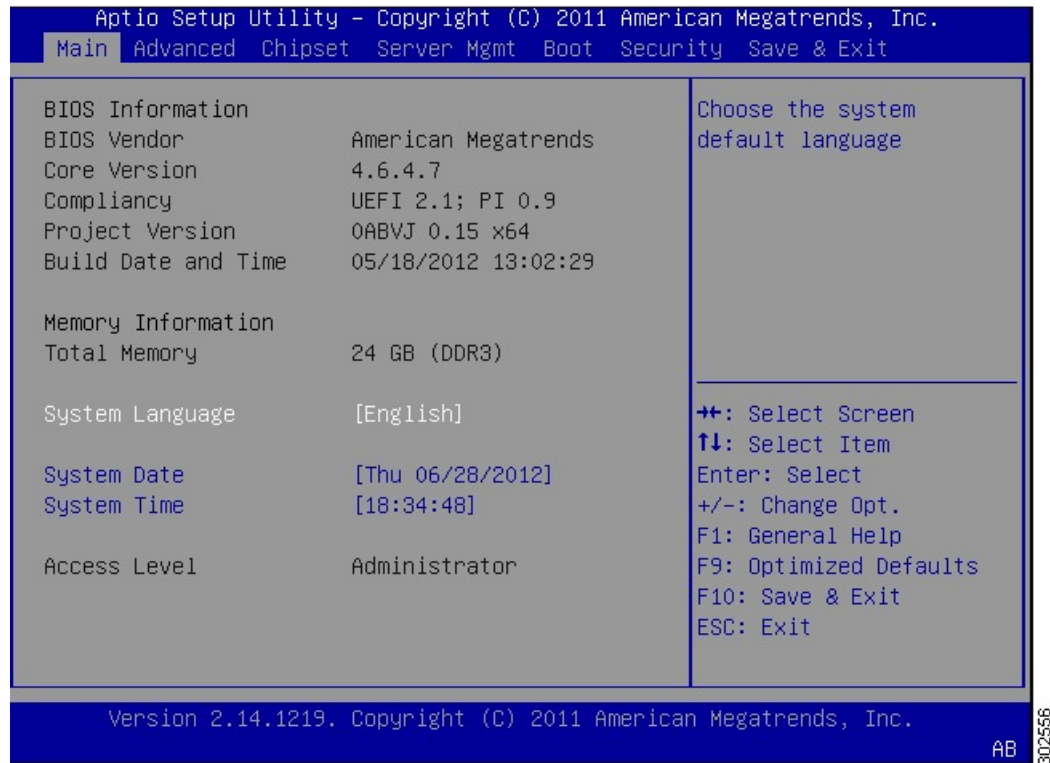 Aptio Setup Utility – Copyright (C) 2011 American Megatrends, Inc.
Main Advanced Chipset Server Mgmt Boot Security Save & Exit
BIOS Information
BIOS Vendor American Megatrends
Core Version 4.6.4.7
Compliancy UEFI 2.1; PI 0.9
Project Version 0ABVJ 0.15 x64
Build Date and Time 05/18/2012 13:02:29
Memory Information
Total Memory 24 GB (DDR3)
System Language [English]
System Date [Thu 06/28/2012]
System Time [18:34:48]
Access Level Administrator
Choose the system
default language
→←: Select Screen
↑↓: Select Item
Enter: Select
+/-: Change Opt.
F1: General Help
F9: Optimized Defaults
F10: Save & Exit
ESC: Exit
Version 2.14.1219. Copyright (C) 2011 American Megatrends, Inc.
AB
302556